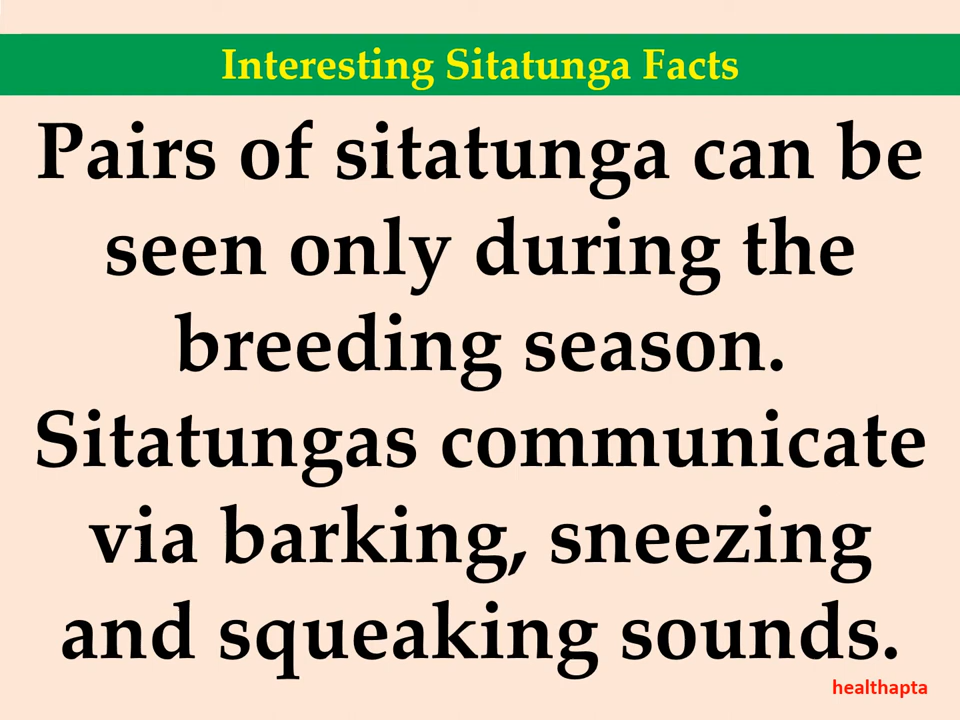 Interesting Sitatunga Facts
Pairs of sitatunga can be
seen only during the
breeding season.
Sitatungas communicate
via barking, sneezing
and squeaking sounds.
healthapta